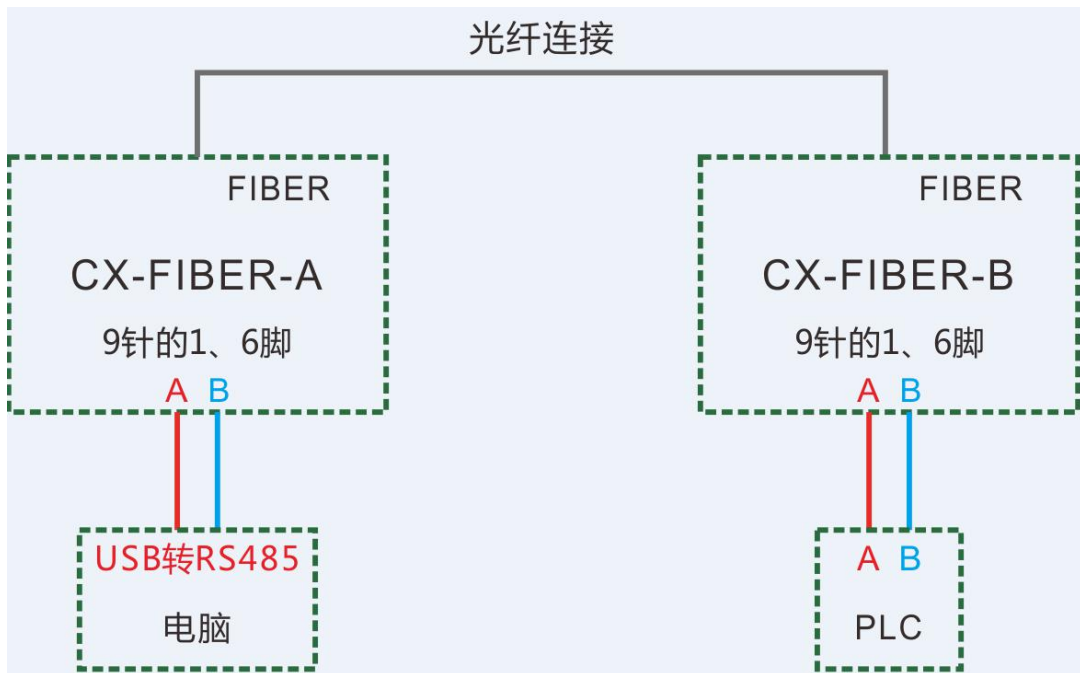 光纤连接
FIBER
CX-FIBER-A
9针的1、6脚
A B
USB转RS485
电脑
FIBER
CX-FIBER-B
9针的1、6脚
A B
A B
PLC